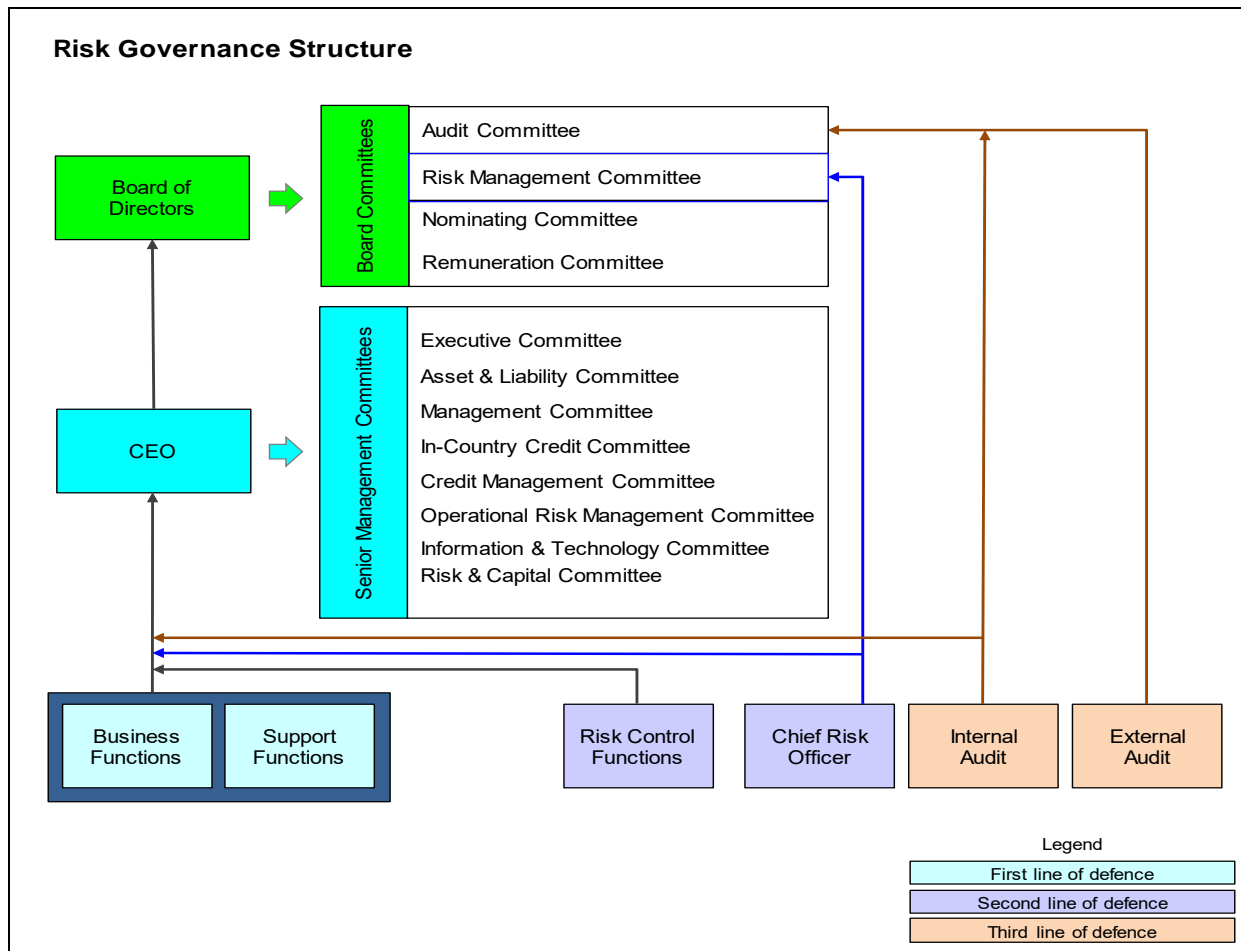 Risk Governance Structure
Board of
Directors
Board Committees
Audit Committee
Risk Management Committee
Nominating Committee
Remuneration Committee
CEO
Senior Management Committees
Executive Committee
Asset & Liability Committee
Management Committee
In-Country Credit Committee
Credit Management Committee
Operational Risk Management Committee
Information & Technology Committee
Risk & Capital Committee
Business
Functions
Support
Functions
Risk Control
Functions
Chief Risk
Officer
Internal
Audit
External
Audit
Legend
First line of defence
Second line of defence
Third line of defence